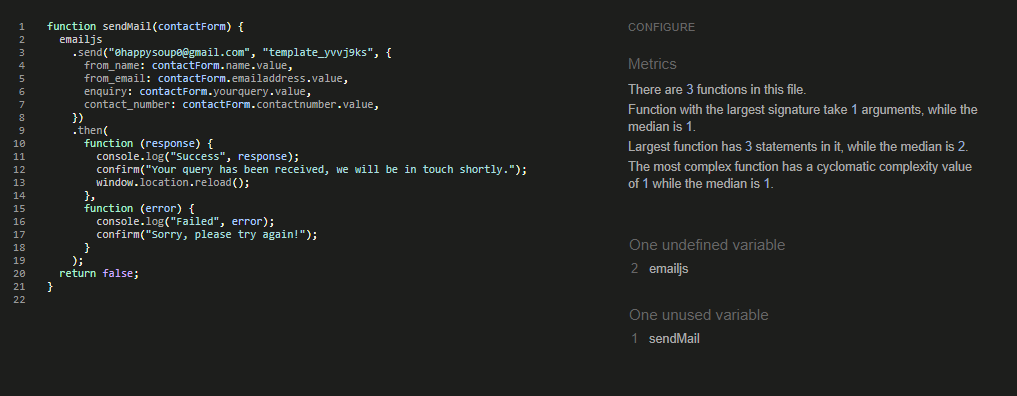 1 function sendMail(contactForm) {
2 emailjs
3 .send("0happysoup0@gmail.com", "template_yvvj9ks", {
4 from_name: contactForm.name.value,
5 from_email: contactForm.emailaddress.value,
6 enquiry: contactForm.yourquery.value,
7 contact_number: contactForm.contactnumber.value,
8 })
9 .then(
10 function (response) {
11 console.log("Success", response);
12 confirm("Your query has been received, we will be in touch shortly.");
13 window.location.reload();
14 },
15 function (error) {
16 console.log("Failed", error);
17 confirm("Sorry, please try again!");
18 }
19 );
20 return false;
21 }
22
CONFIGURE
Metrics
There are 3 functions in this file.
Function with the largest signature take 1 arguments, while the
median is 1.
Largest function has 3 statements in it, while the median is 2.
The most complex function has a cyclomatic complexity value
of 1 while the median is 1.
One undefined variable
2 emailjs
One unused variable
1 sendMail